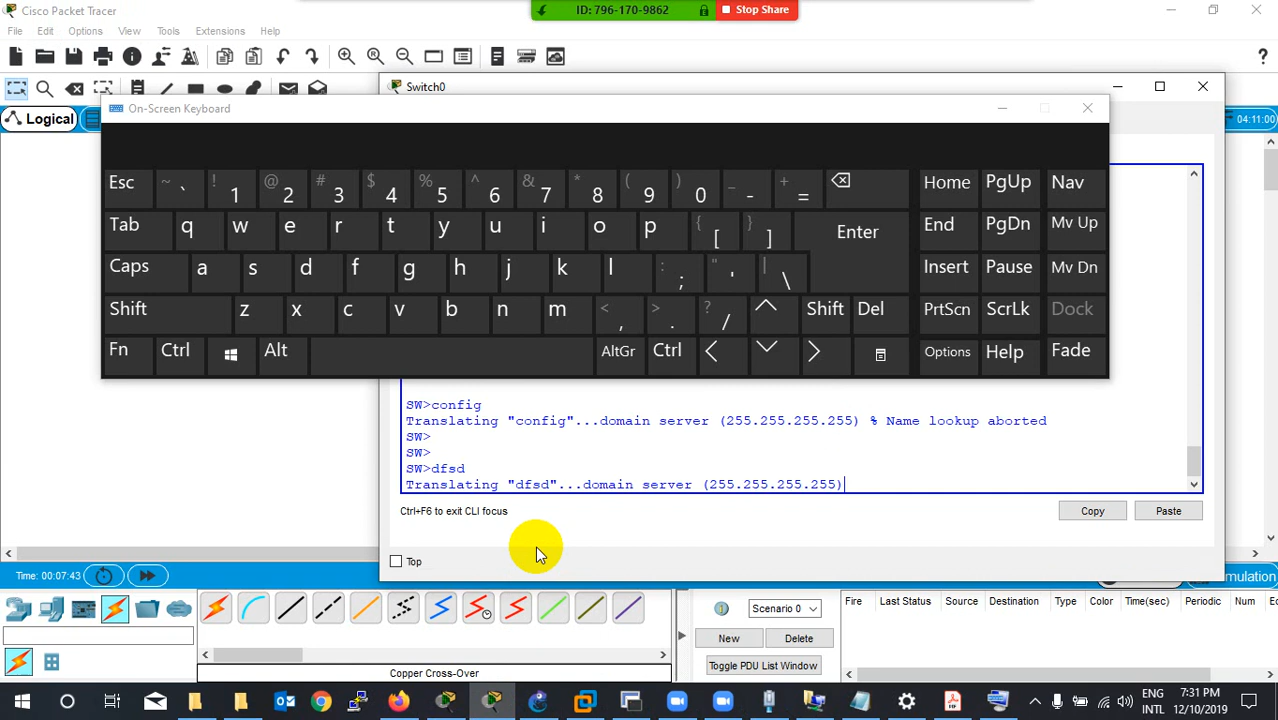 Cisco Packet Tracer
ID: 796-170-9862
Stop Share
File Edit Options View Tools Extensions Help
Switch0
On-Screen Keyboard
Logical
04:11:00
Esc ~ ` ! 1 @ 2 # 3 $ 4 % 5 ^ 6 & 7 * 8 ( 9 ) 0 _ - + = Home PgUp Nav
Tab q w e r t y u i o p { [ } ] Enter End PgDn Mv Up
Caps a s d f g h j k l : ; " ' | \ Insert Pause Mv Dn
Shift z x c v b n m < , > . ? / Shift Del PrtScn ScrLk Dock
Fn Ctrl Alt AltGr Ctrl Options Help Fade
SW>config
Translating "config"...domain server (255.255.255.255) % Name lookup aborted
SW>
SW>
SW>dfsd
Translating "dfsd"...domain server (255.255.255.255)
Ctrl+F6 to exit CLI focus
Copy Paste
Top
Time: 00:07:43
imulation
Scenario 0
Fire Last Status Source Destination Type Color Time(sec) Periodic Num
New Delete
Toggle PDU List Window
Copper Cross-Over
ENG
INTL
7:31 PM
12/10/2019